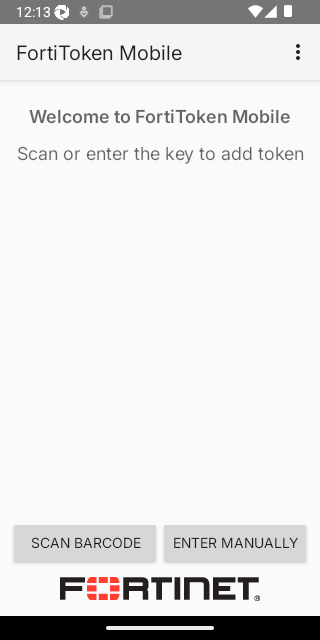 12:13
FortiToken Mobile
Welcome to FortiToken Mobile
Scan or enter the key to add token
SCAN BARCODE
ENTER MANUALLY
FORTINET®